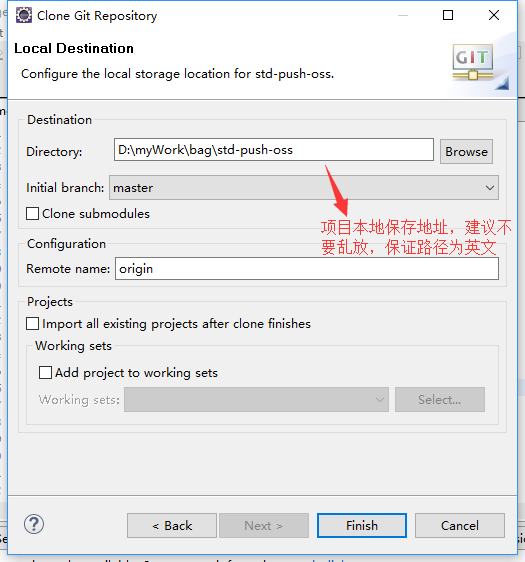 Clone Git Repository
Local Destination
Configure the local storage location for std-push-oss.
GIT
Destination
Directory: D:\myWork\bag\std-push-oss Browse
Initial branch: master
Clone submodules
项目本地保存地址，建议不
要乱放，保证路径为英文
Configuration
Remote name: origin
Projects
Import all existing projects after clone finishes
Working sets
Add project to working sets
Working sets: Select...
? < Back Next > Finish Cancel